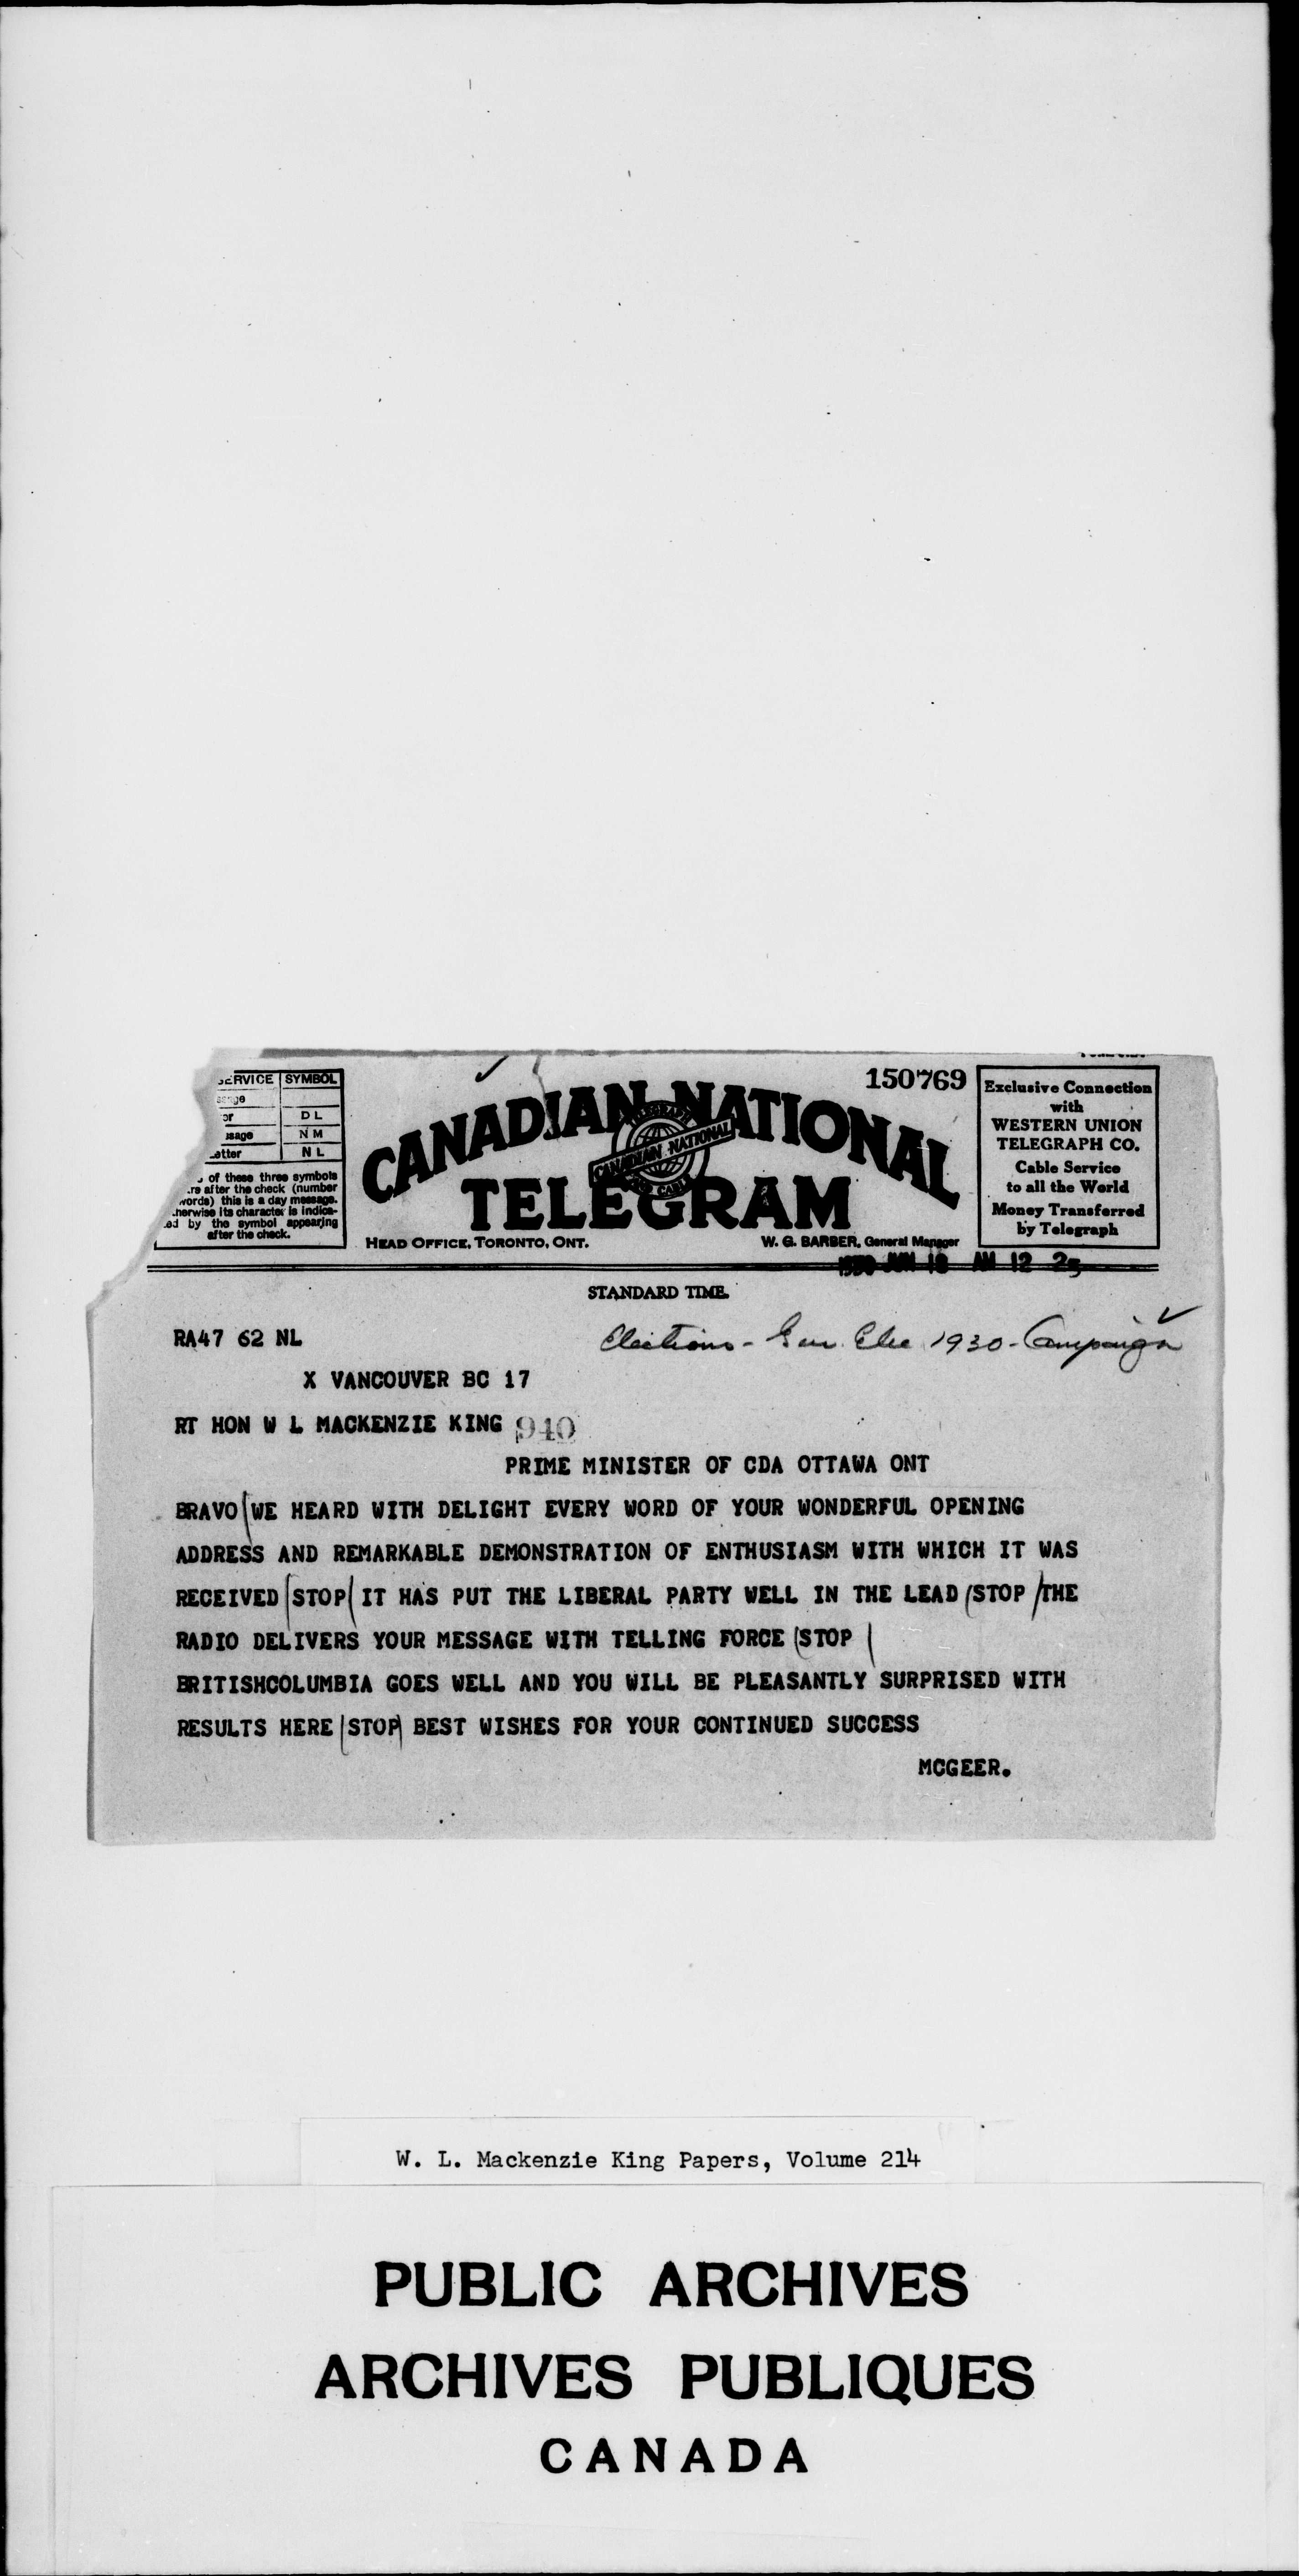 SERVICE SYMBOL
DL
NM
NL
of these three symbols
after the check (number
words) this is a day message.
its character is indica-
by the symbol appearing
after the check.
CANADIAN NATIONAL
TELEGRAM
CANADIAN NATIONAL
HEAD OFFICE, TORONTO, ONT.
W. G. BARBER, General Manager
150769
Exclusive Connection
with
WESTERN UNION
TELEGRAPH CO.
Cable Service
to all the World
Money Transferred
by Telegraph
1930 JUN 18 AM 12 25
STANDARD TIME.
RA47 62 NL
Elections - Gen. Elec 1930 - Campaign
X VANCOUVER BC 17
RT HON W L MACKENZIE KING 940
PRIME MINISTER OF CDA OTTAWA ONT
BRAVO (WE HEARD WITH DELIGHT EVERY WORD OF YOUR WONDERFUL OPENING
ADDRESS AND REMARKABLE DEMONSTRATION OF ENTHUSIASM WITH WHICH IT WAS
RECEIVED (STOP( IT HAS PUT THE LIBERAL PARTY WELL IN THE LEAD (STOP /THE
RADIO DELIVERS YOUR MESSAGE WITH TELLING FORCE (STOP |
BRITISHCOLUMBIA GOES WELL AND YOU WILL BE PLEASANTLY SURPRISED WITH
RESULTS HERE (STOP) BEST WISHES FOR YOUR CONTINUED SUCCESS
MCGEER.
W. L. Mackenzie King Papers, Volume 214
PUBLIC ARCHIVES
ARCHIVES PUBLIQUES
CANADA